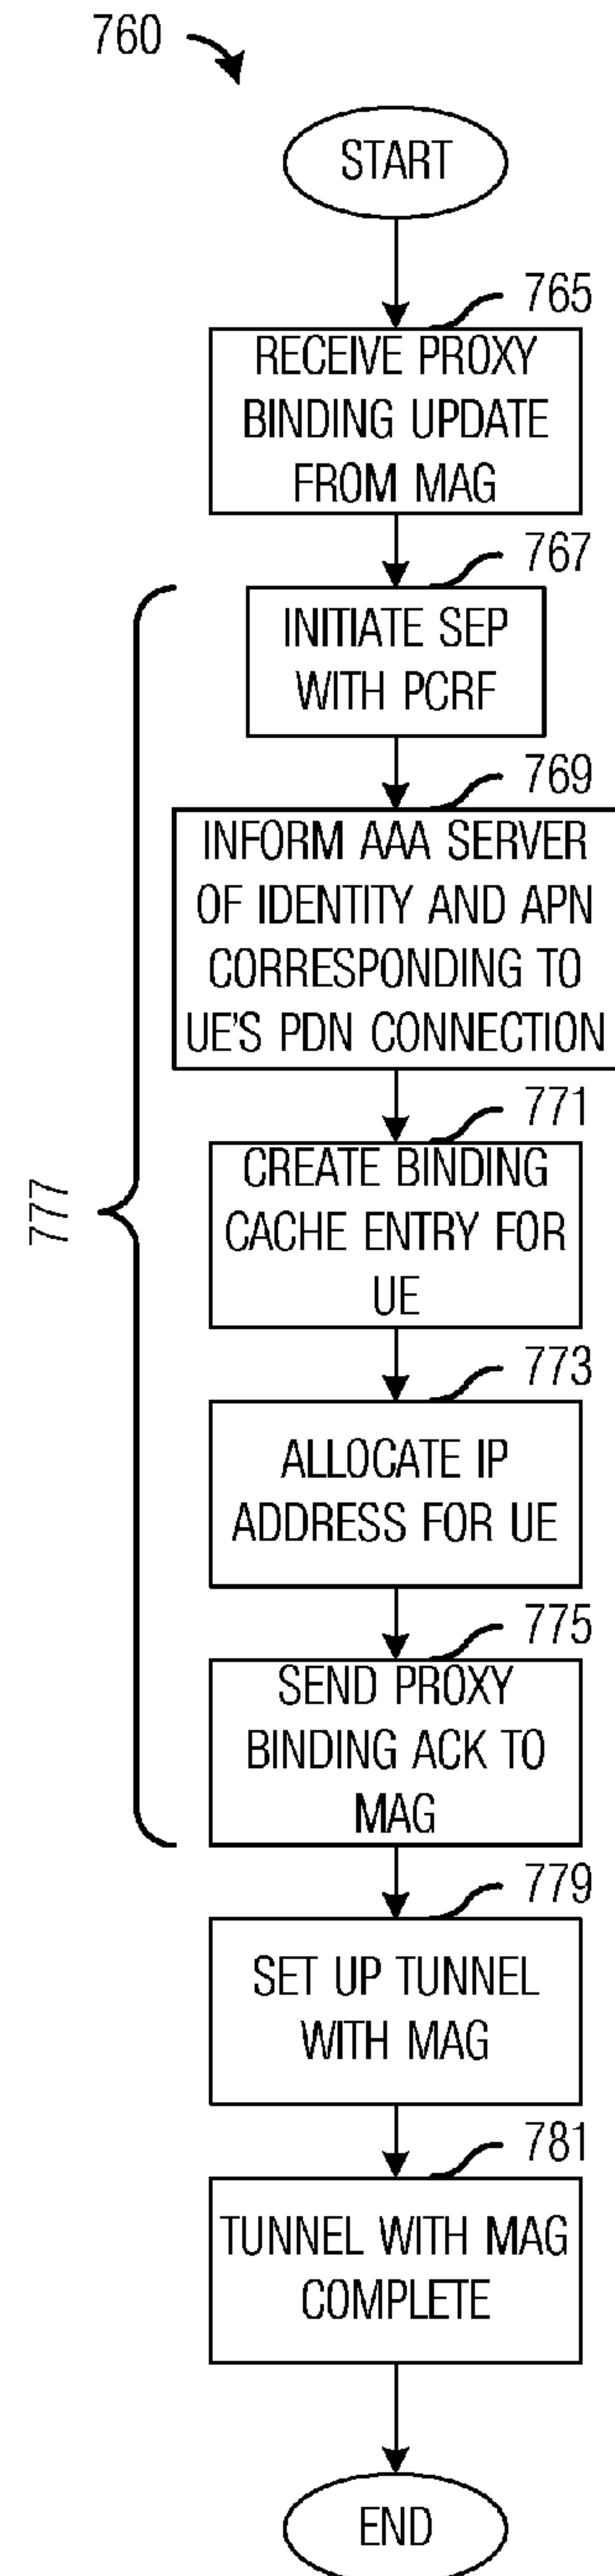 760
START
765
RECEIVE PROXY
BINDING UPDATE
FROM MAG
767
INITIATE SEP
WITH PCRF
769
INFORM AAA SERVER
OF IDENTITY AND APN
CORRESPONDING TO
UE'S PDN CONNECTION
771
CREATE BINDING
CACHE ENTRY FOR
UE
777
773
ALLOCATE IP
ADDRESS FOR UE
775
SEND PROXY
BINDING ACK TO
MAG
779
SET UP TUNNEL
WITH MAG
781
TUNNEL WITH MAG
COMPLETE
END